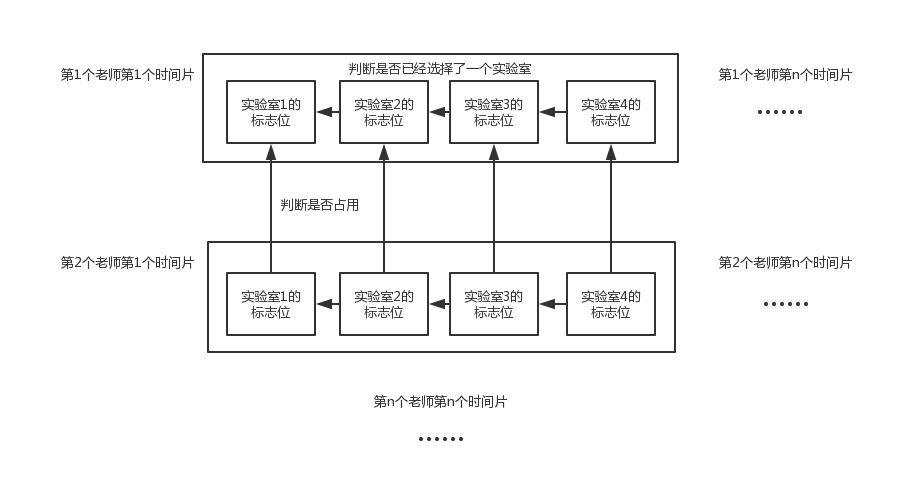 第1个老师第1个时间片
判断是否已经选择了一个实验室
第1个老师第n个时间片
实验室1的
标志位
实验室2的
标志位
实验室3的
标志位
实验室4的
标志位
......
判断是否占用
第2个老师第1个时间片
第2个老师第n个时间片
实验室1的
标志位
实验室2的
标志位
实验室3的
标志位
实验室4的
标志位
......
第n个老师第n个时间片
......